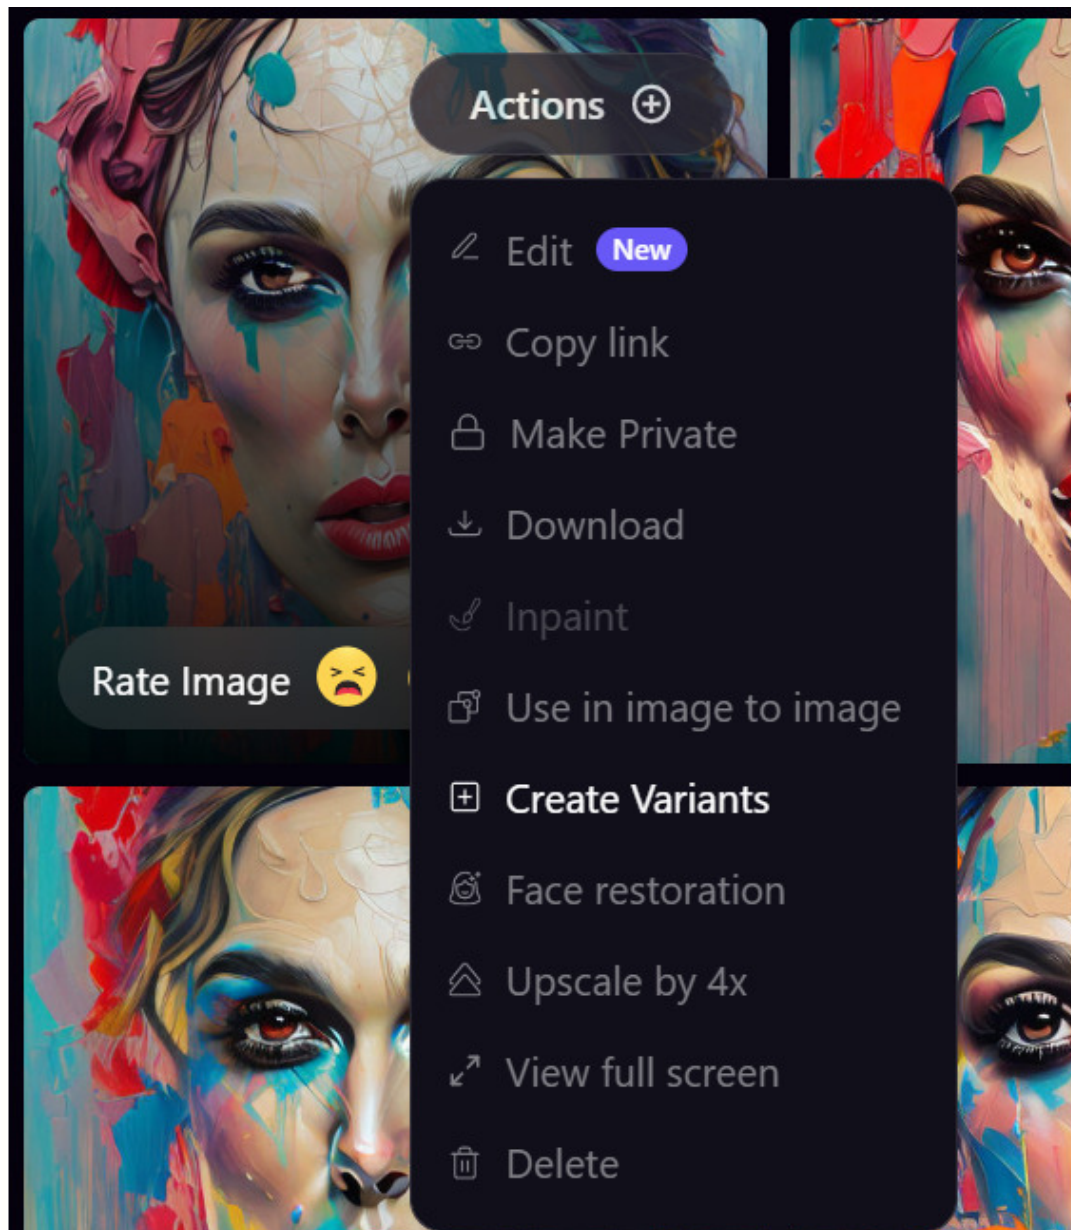 Actions
Edit New
Copy link
Make Private
Download
Inpaint
Rate Image
Use in image to image
Create Variants
Face restoration
Upscale by 4x
View full screen
Delete